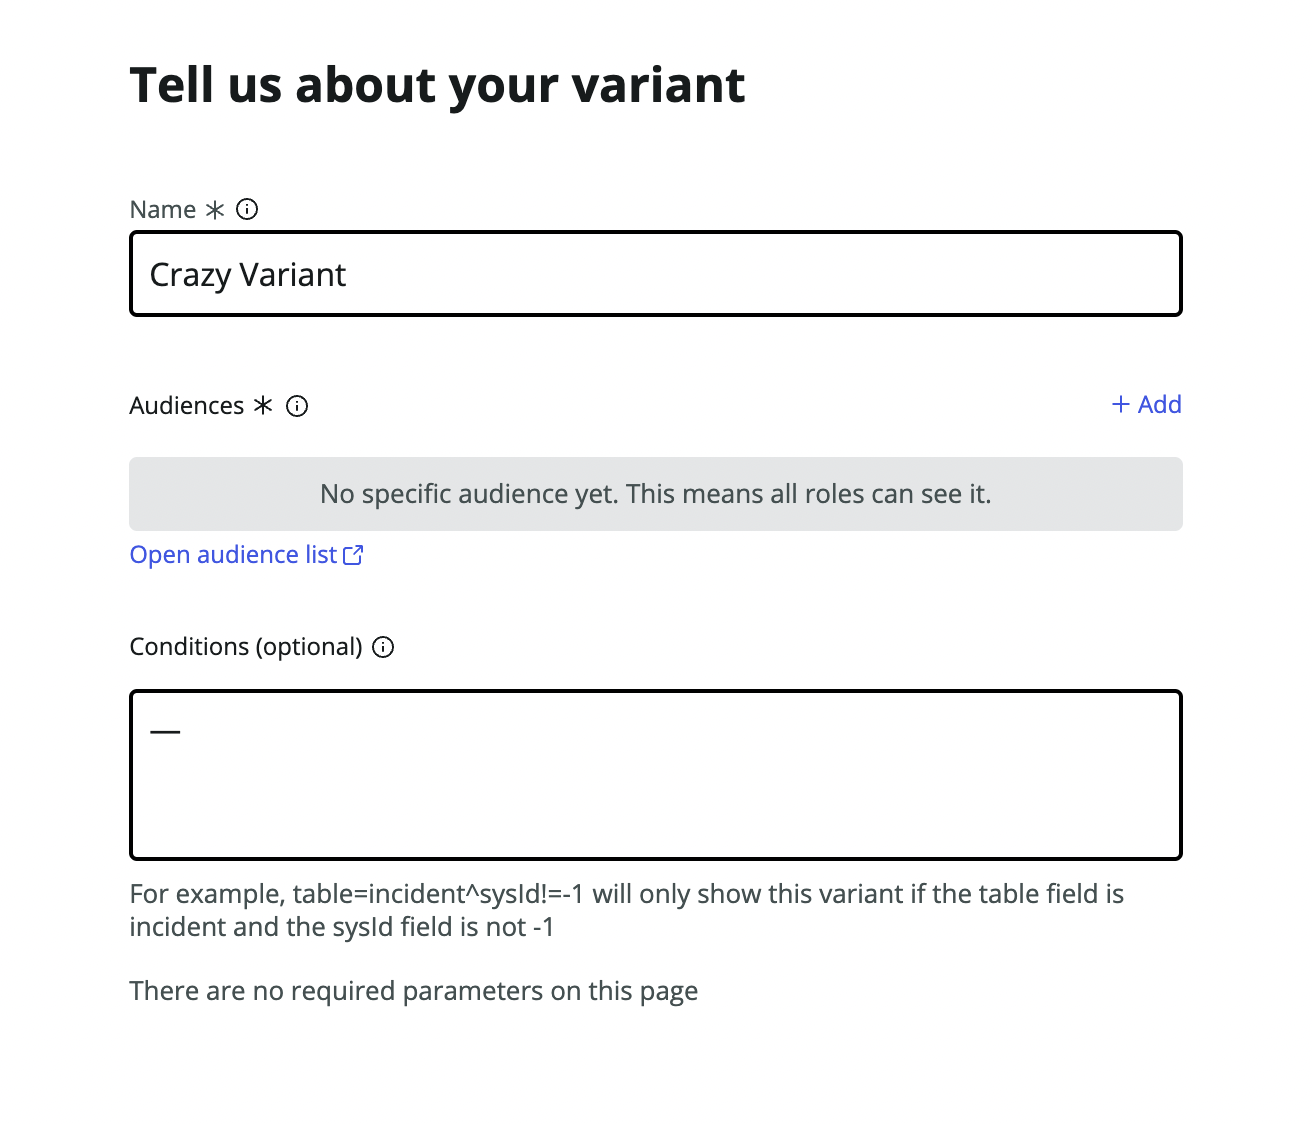 Tell us about your variant
Name *
Crazy Variant
Audiences *
+ Add
No specific audience yet. This means all roles can see it.
Open audience list
Conditions (optional)
—
For example, table=incident^sysId!=-1 will only show this variant if the table field is
incident and the sysId field is not -1
There are no required parameters on this page